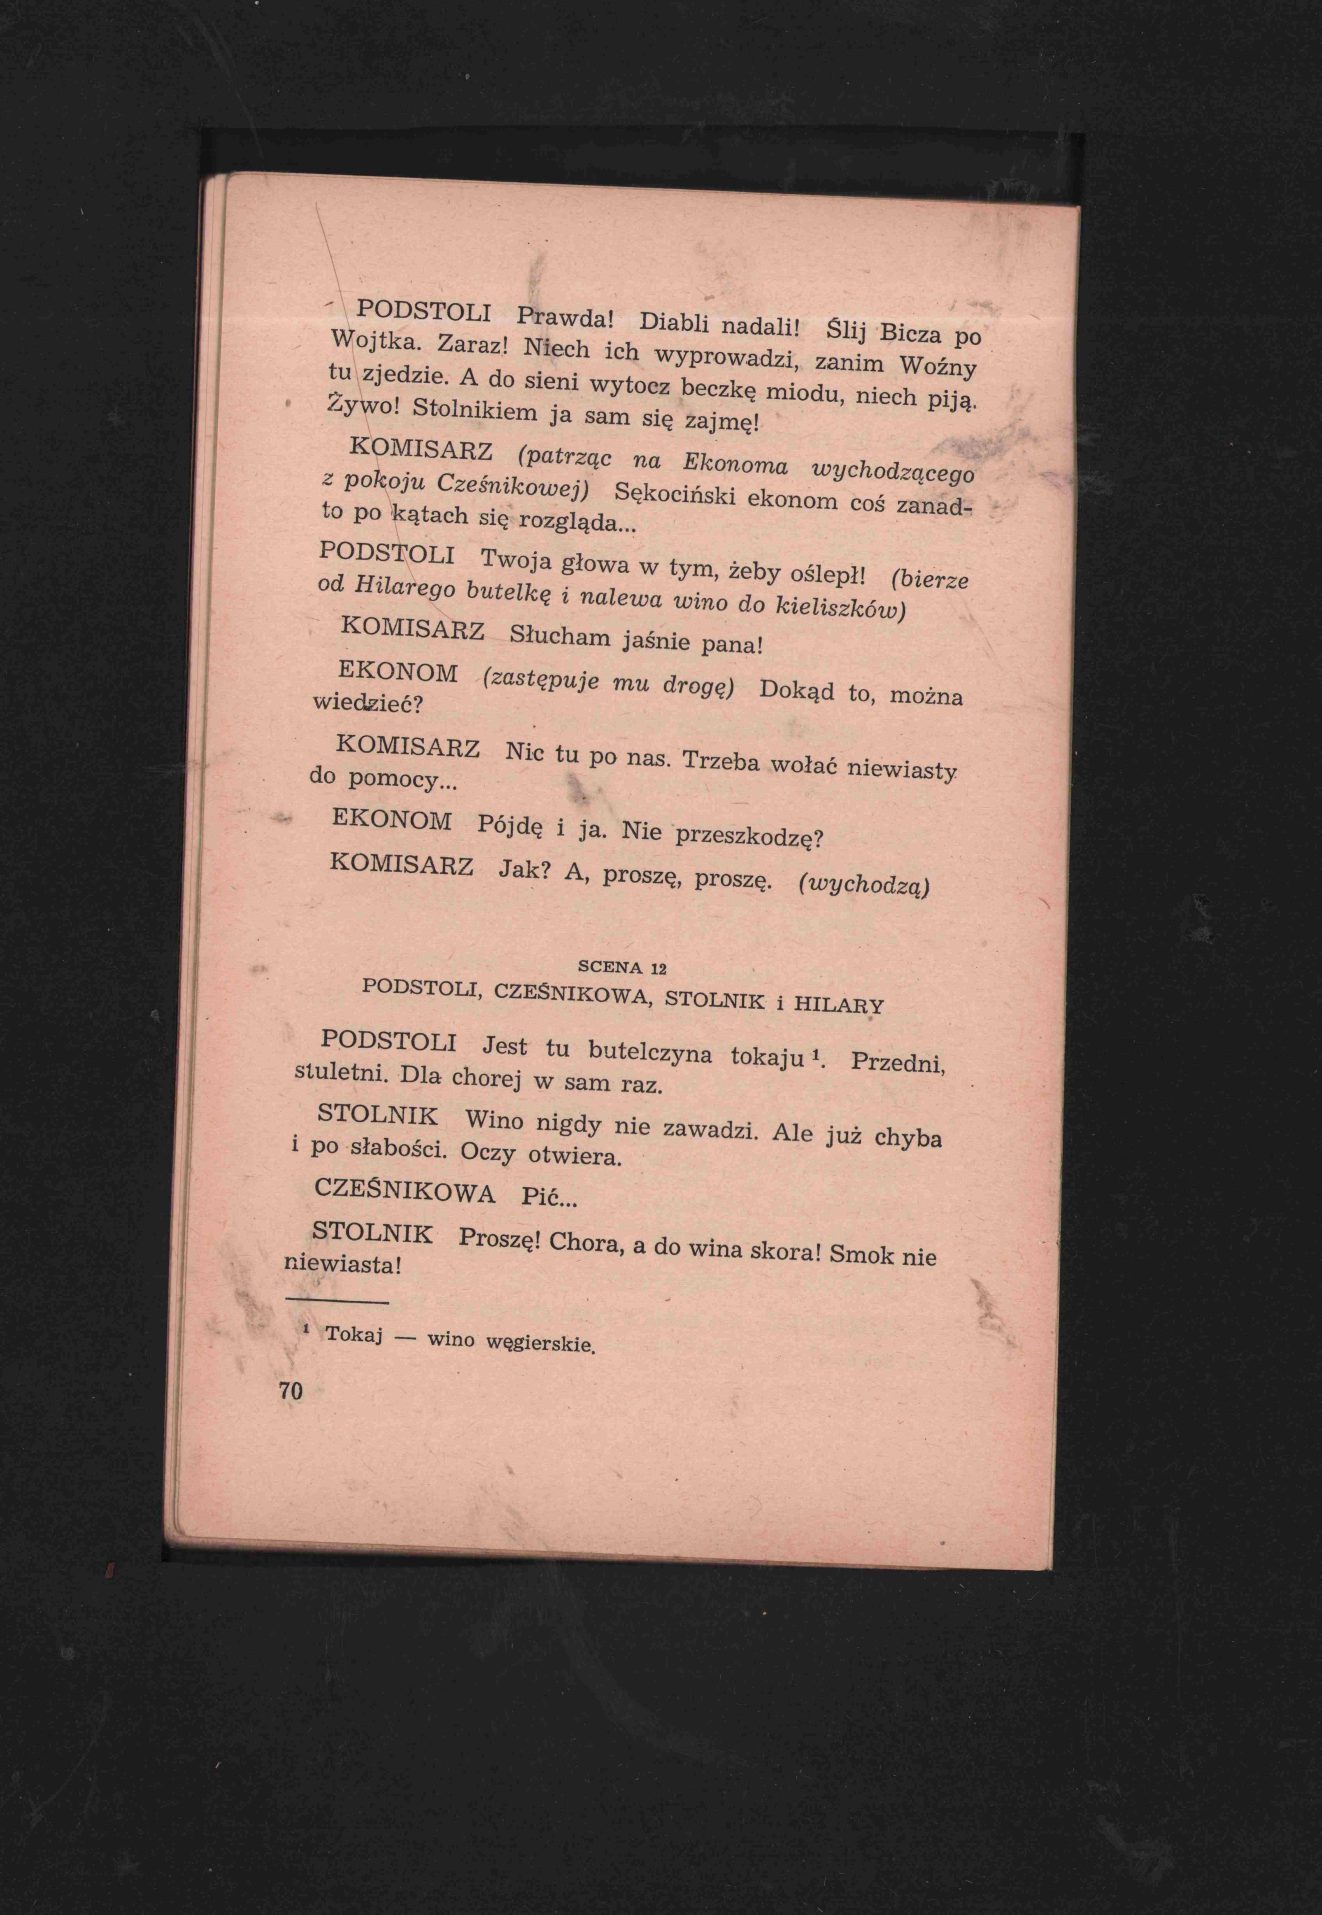 PODSTOLI Prawda! Diabli nadali! Ślij Bicza po
Wojtka. Zaraz! Niech ich wyprowadzi, zanim Woźny
tu zjedzie. A do sieni wytocz beczkę miodu, niech piją.
Żywo! Stolnikiem ja sam się zajmę!
KOMISARZ (patrząc na Ekonoma wychodzącego
z pokoju Cześnikowej) Sękociński ekonom coś zanad-
to po kątach się rozgląda...
PODSTOLI Twoja głowa w tym, żeby oślepł! (bierze
od Hilarego butelkę i nalewa wino do kieliszków)
KOMISARZ Słucham jaśnie pana!
EKONOM (zastępuje mu drogę) Dokąd to, można
wiedzieć?
KOMISARZ Nic tu po nas. Trzeba wołać niewiasty
do pomocy...
EKONOM Pójdę i ja. Nie przeszkodzę?
KOMISARZ Jak? A, proszę, proszę. (wychodzą)
SCENA 12
PODSTOLI, CZEŚNIKOWA, STOLNIK i HILARY
PODSTOLI Jest tu butelczyna tokaju ¹. Przedni,
stuletni. Dla chorej w sam raz.
STOLNIK Wino nigdy nie zawadzi. Ale już chyba
i po słabości. Oczy otwiera.
CZEŚNIKOWA Pić...
STOLNIK Proszę! Chora, a do wina skora! Smok nie
niewiasta!
¹ Tokaj — wino węgierskie.
70